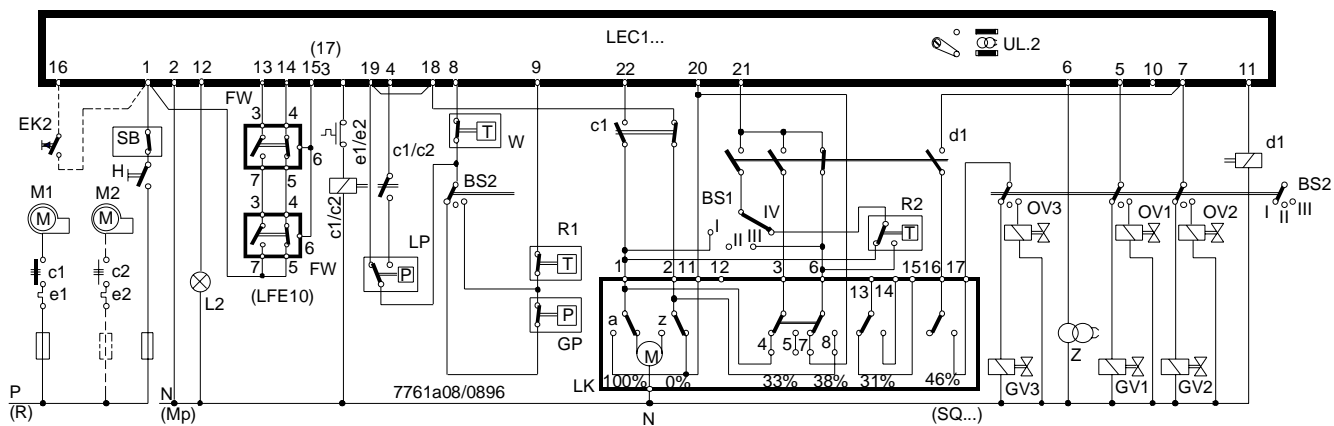 LEC1...
UL.2
(17)
16 1 2 12 13 14 15 3 19 4 18 8 9 22 20 21 6 5 10 7 11
FW
3 4
EK2
SB
6
e1/e2
c1/c2
T
W
c1
d1
d1
H
7 5
BS2
BS1
IV
R2
T
BS2
I II III
M1 M2
M M
3 4
c1/c2
I II III
OV3 OV1 OV2
R1
T
LP
P
6
7 5
FW
(LFE10)
c1 c2
e1 e2
L2
1 2 11 12 3 6 13 14 15 16 17
P
GP
a z
M
4 5 7 8
Z
LK
100% 0% 33% 38% 31% 46%
GV3 GV1 GV2
P
(R)
N
(Mp)
7761a08/0896
N
(SQ...)